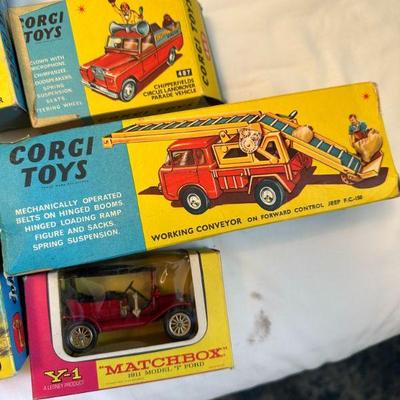 CORGI
TOYS
CLOWN WITH
MICROPHONE.
CHIMPANZEE.
LOUDSPEAKERS.
SPRING
SUSPENSION.
SEATS.
STEERING WHEEL.
487
CHIPPERFIELDS
CIRCUS LANDROVER
PARADE VEHICLE
CORGI
CORGI
TOYS
MECHANICALLY OPERATED
BELTS ON HINGED BOOMS
HINGED LOADING RAMP
FIGURE AND SACKS.
SPRING SUSPENSION.
WORKING CONVEYOR ON FORWARD CONTROL JEEP F.C.-150
Y-1
A LESNEY PRODUCT
"MATCHBOX"
1911 MODEL 'T' FORD